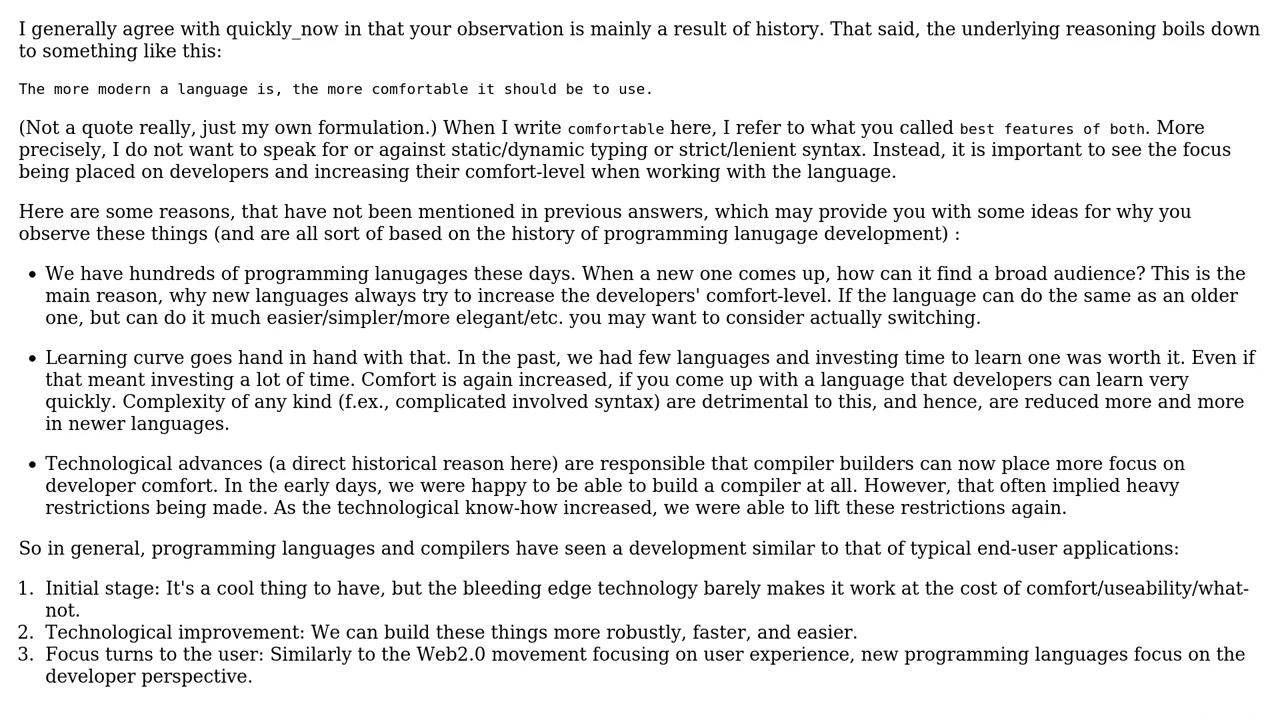 I generally agree with quickly_now in that your observation is mainly a result of history. That said, the underlying reasoning boils down
to something like this:
The more modern a language is, the more comfortable it should be to use.
(Not a quote really, just my own formulation.) When I write comfortable here, I refer to what you called best features of both. More
precisely, I do not want to speak for or against static/dynamic typing or strict/lenient syntax. Instead, it is important to see the focus
being placed on developers and increasing their comfort-level when working with the language.
Here are some reasons, that have not been mentioned in previous answers, which may provide you with some ideas for why you
observe these things (and are all sort of based on the history of programming lanugage development) :
• We have hundreds of programming lanugages these days. When a new one comes up, how can it find a broad audience? This is the
main reason, why new languages always try to increase the developers' comfort-level. If the language can do the same as an older
one, but can do it much easier/simpler/more elegant/etc. you may want to consider actually switching.
• Learning curve goes hand in hand with that. In the past, we had few languages and investing time to learn one was worth it. Even if
that meant investing a lot of time. Comfort is again increased, if you come up with a language that developers can learn very
quickly. Complexity of any kind (f.ex., complicated involved syntax) are detrimental to this, and hence, are reduced more and more
in newer languages.
• Technological advances (a direct historical reason here) are responsible that compiler builders can now place more focus on
developer comfort. In the early days, we were happy to be able to build a compiler at all. However, that often implied heavy
restrictions being made. As the technological know-how increased, we were able to lift these restrictions again.
So in general, programming languages and compilers have seen a development similar to that of typical end-user applications:
1. Initial stage: It's a cool thing to have, but the bleeding edge technology barely makes it work at the cost of comfort/useability/what-
not.
2. Technological improvement: We can build these things more robustly, faster, and easier.
3. Focus turns to the user: Similarly to the Web2.0 movement focusing on user experience, new programming languages focus on the
developer perspective.